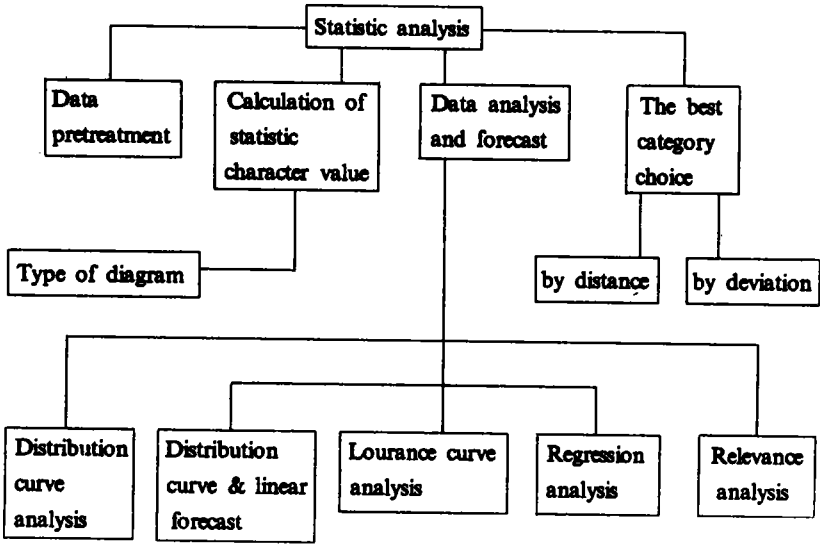 Statistic analysis
Data
pretreatment
Calculation of
statistic
character value
Data analysis
and forecast
The best
category
choice
Type of diagram
by distance
by deviation
Distribution
curve
analysis
Distribution
curve & linear
forecast
Lourance curve
analysis
Regression
analysis
Relevance
analysis